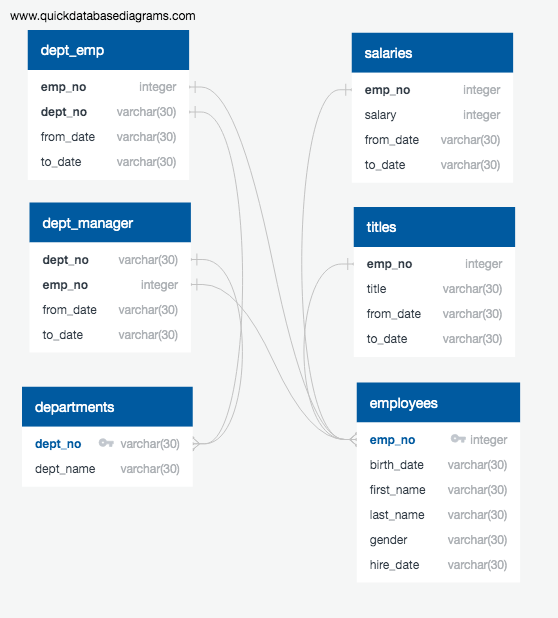 www.quickdatabasediagrams.com
dept_emp
emp_no integer
dept_no varchar(30)
from_date varchar(30)
to_date varchar(30)
salaries
emp_no integer
salary integer
from_date varchar(30)
to_date varchar(30)
dept_manager
dept_no varchar(30)
emp_no integer
from_date varchar(30)
to_date varchar(30)
titles
emp_no integer
title varchar(30)
from_date varchar(30)
to_date varchar(30)
departments
dept_no varchar(30)
dept_name varchar(30)
employees
emp_no integer
birth_date varchar(30)
first_name varchar(30)
last_name varchar(30)
gender varchar(30)
hire_date varchar(30)